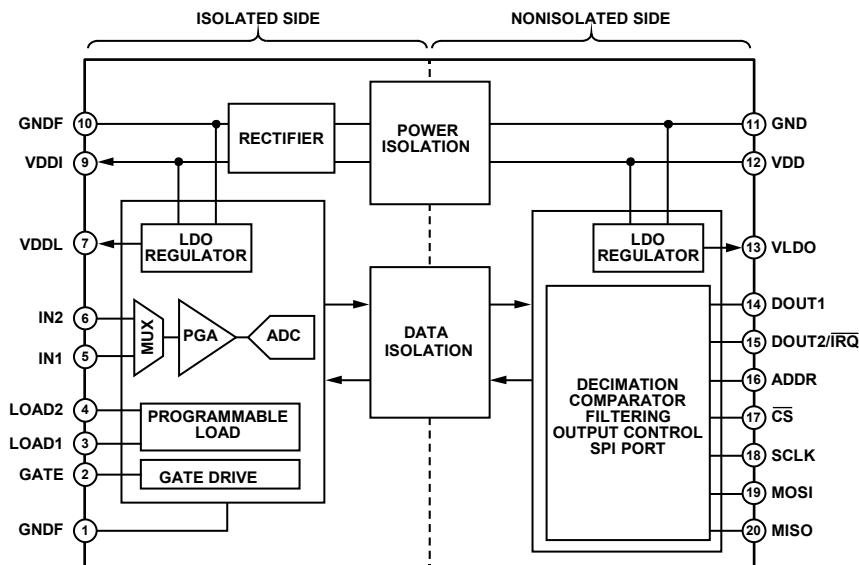 ISOLATED SIDE
NONISOLATED SIDE
GNDF 10
RECTIFIER
POWER
ISOLATION
11 GND
VDDI 9
12 VDD
VDDL 7
LDO
REGULATOR
LDO
REGULATOR
13 VLDO
IN2 6
IN1 5
MUX
PGA
ADC
DATA
ISOLATION
LOAD2 4
LOAD1 3
PROGRAMMABLE
LOAD
GATE 2
GATE DRIVE
GNDF 1
DECIMATION
COMPARATOR
FILTERING
OUTPUT CONTROL
SPI PORT
14 DOUT1
15 DOUT2/I̅R̅Q̅
16 ADDR
17 C̅S̅
18 SCLK
19 MOSI
20 MISO